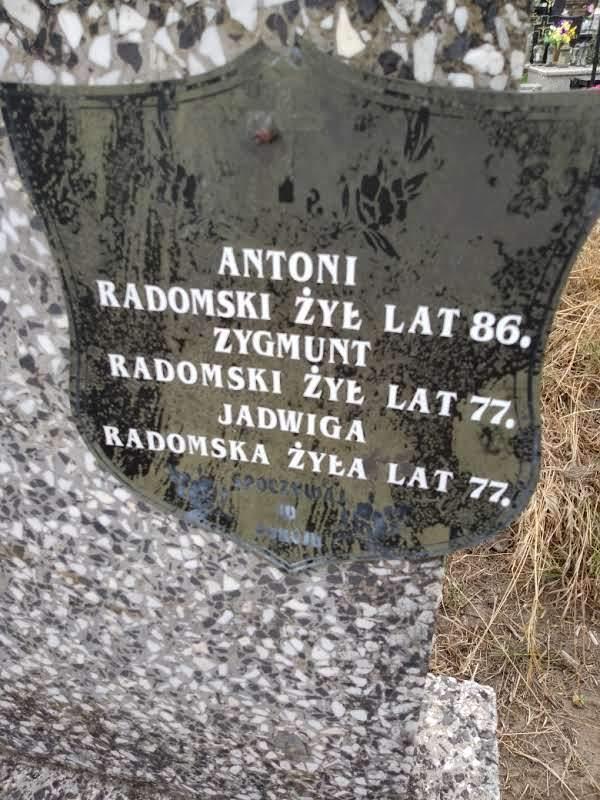 ANTONI
RADOMSKI ŻYŁ LAT 86.
ZYGMUNT
RADOMSKI ŻYŁ LAT 77.
JADWIGA
RADOMSKA ŻYŁA LAT 77.